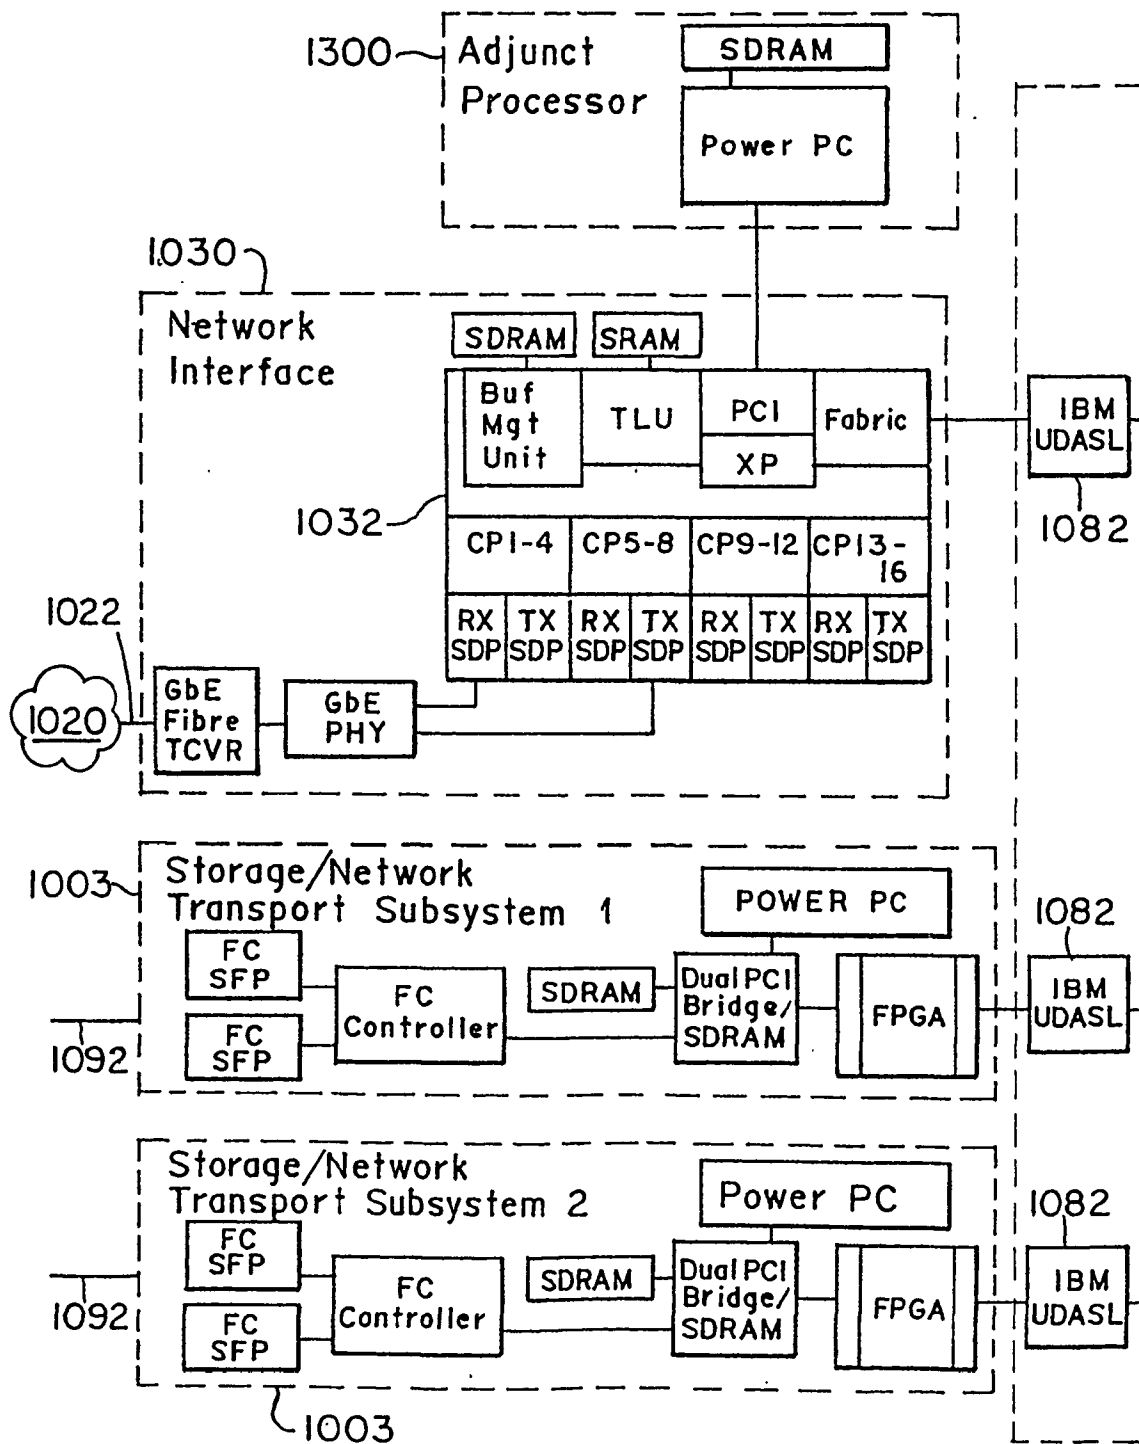 1300
Adjunct
Processor
SDRAM
Power PC
1030
Network
Interface
SDRAM
SRAM
Buf
Mgt
Unit
TLU
PCI
XP
Fabric
IBM
UDASL
1082
1032
CP1-4
CP5-8
CP9-12
CP13-
16
RX
SDP
TX
SDP
RX
SDP
TX
SDP
RX
SDP
TX
SDP
RX
SDP
TX
SDP
1022
1020
GbE
Fibre
TCVR
GbE
PHY
1003
Storage/Network
Transport Subsystem 1
POWER PC
FC
SFP
FC
SFP
FC
Controller
SDRAM
Dual PCI
Bridge/
SDRAM
FPGA
1082
IBM
UDASL
1092
Storage/Network
Transport Subsystem 2
Power PC
FC
SFP
FC
SFP
FC
Controller
SDRAM
Dual PCI
Bridge/
SDRAM
FPGA
1082
IBM
UDASL
1092
1003